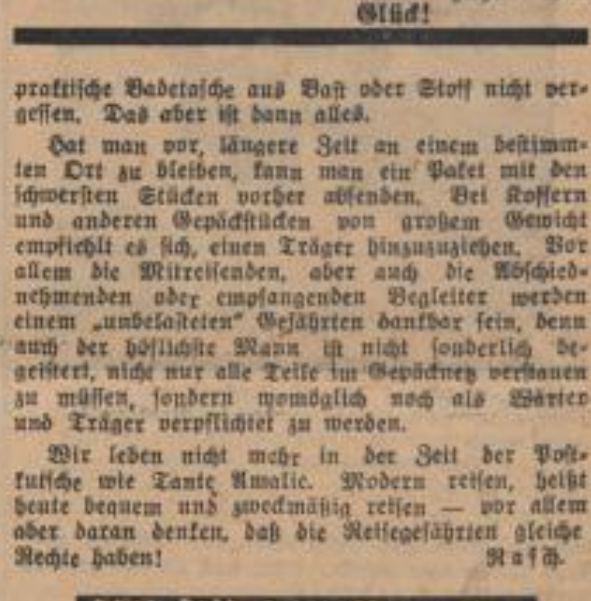 Glück!
praktische Badetasche aus Bast oder Stoff nicht ver-
gessen. Das aber ist dann alles.
Hat man vor, längere Zeit an einem bestimm-
ten Ort zu bleiben, kann man ein Paket mit den
schwersten Stücken vorher absenden. Bei Koffern
und anderen Gepäckstücken von großem Gewicht
empfiehlt es sich, einen Träger hinzuzuziehen. Vor
allem die Mitreisenden, aber auch die Abschied-
nehmenden oder empfangenden Begleiter werden
einem „unbelasteten“ Gefährten dankbar sein, denn
auch der höflichste Mann ist nicht sonderlich be-
geistert, nicht nur alle Teile im Gepäcknetz verstauen
zu müssen, sondern womöglich noch als Wärter
und Träger verpflichtet zu werden.
Wir leben nicht mehr in der Zeit der Post-
kutsche wie Tante Amalie. Modern reisen, heißt
heute bequem und zweckmäßig reisen — vor allem
aber daran denken, daß die Reisegefährten gleiche
Rechte haben! Rasch.